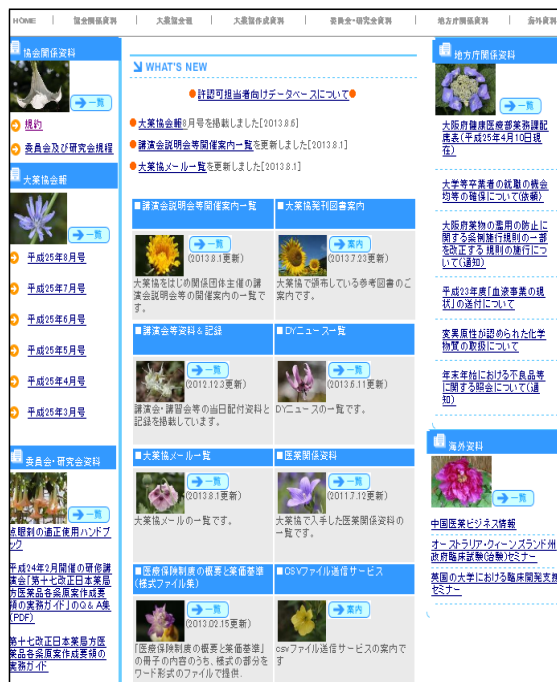 HOME
協会関係資料
大薬協会報
大薬協作成資料
委員会・研究会資料
地方庁関係資料
海外資料
協会関係資料
一覧
規約
委員会及び研究会規程
大薬協会報
一覧
平成25年8月号
平成25年7月号
平成25年6月号
平成25年5月号
平成25年4月号
平成25年3月号
委員会・研究会資料
一覧
点眼剤の適正使用ハンドブ
ック
平成24年2月開催の研修講
演会「第十七改正日本薬局
方医薬品各条原案作成要
領の実務ガイド」のQ&A集
(PDF)
第十七改正日本薬局方医
薬品各条原案作成要領の
実務ガイド
WHAT'S NEW
●許認可担当者向けデータベースについて●
大薬協会報8月号を掲載しました[2013.8.6]
講演会説明会等開催案内一覧を更新しました[2013.8.1]
大薬協メール一覧を更新しました[2013.8.1]
■講演会説明会等開催案内一覧
一覧
(2013.8.1更新)
大薬協をはじめ関係団体主催の講
演会説明会等の開催案内の一覧で
す。
■大薬協発刊図書案内
案内
(2013.7.23更新)
大薬協で頒布している参考図書のご
案内です。
■講演会等資料&記録
一覧
(2012.12.3更新)
講演会・講習会等の当日配付資料と
記録を掲載しています。
■DYニュース一覧
一覧
(2013.6.11更新)
DYニュースの一覧です。
■大薬協メール一覧
一覧
(2013.8.1更新)
大薬協メールの一覧です。
■医薬関係資料
一覧
(2011.7.12更新)
大薬協で入手した医薬関係資料の
一覧です。
■医療保険制度の概要と薬価基準
(様式ファイル集)
一覧
(2013.02.15更新)
「医療保険制度の概要と薬価基準」
の冊子の内容のうち、様式の部分を
ワード形式のファイルで提供.
■CSVファイル送信サービス
案内
csvファイル送信サービスの案内で
す
地方庁関係資料
一覧
大阪府健康医療部薬務課配
席表(平成25年4月10日現
在)
大学等卒業者の就職の機会
均等の確保について(依頼)
大阪府薬物の濫用の防止に
関する条例施行規則の一部
を改正する規則の施行につ
いて(通知)
平成23年度「血液事業の現
状」の送付について
変異原性が認められた化学
物質の取扱について
年末年始における不良品等
に関する照会について(通
知)
海外資料
一覧
中国医薬ビジネス情報
オーストラリア・クィーンズランド州
政府臨床試験(治験)セミナー
英国の大学における臨床開発支援
セミナー